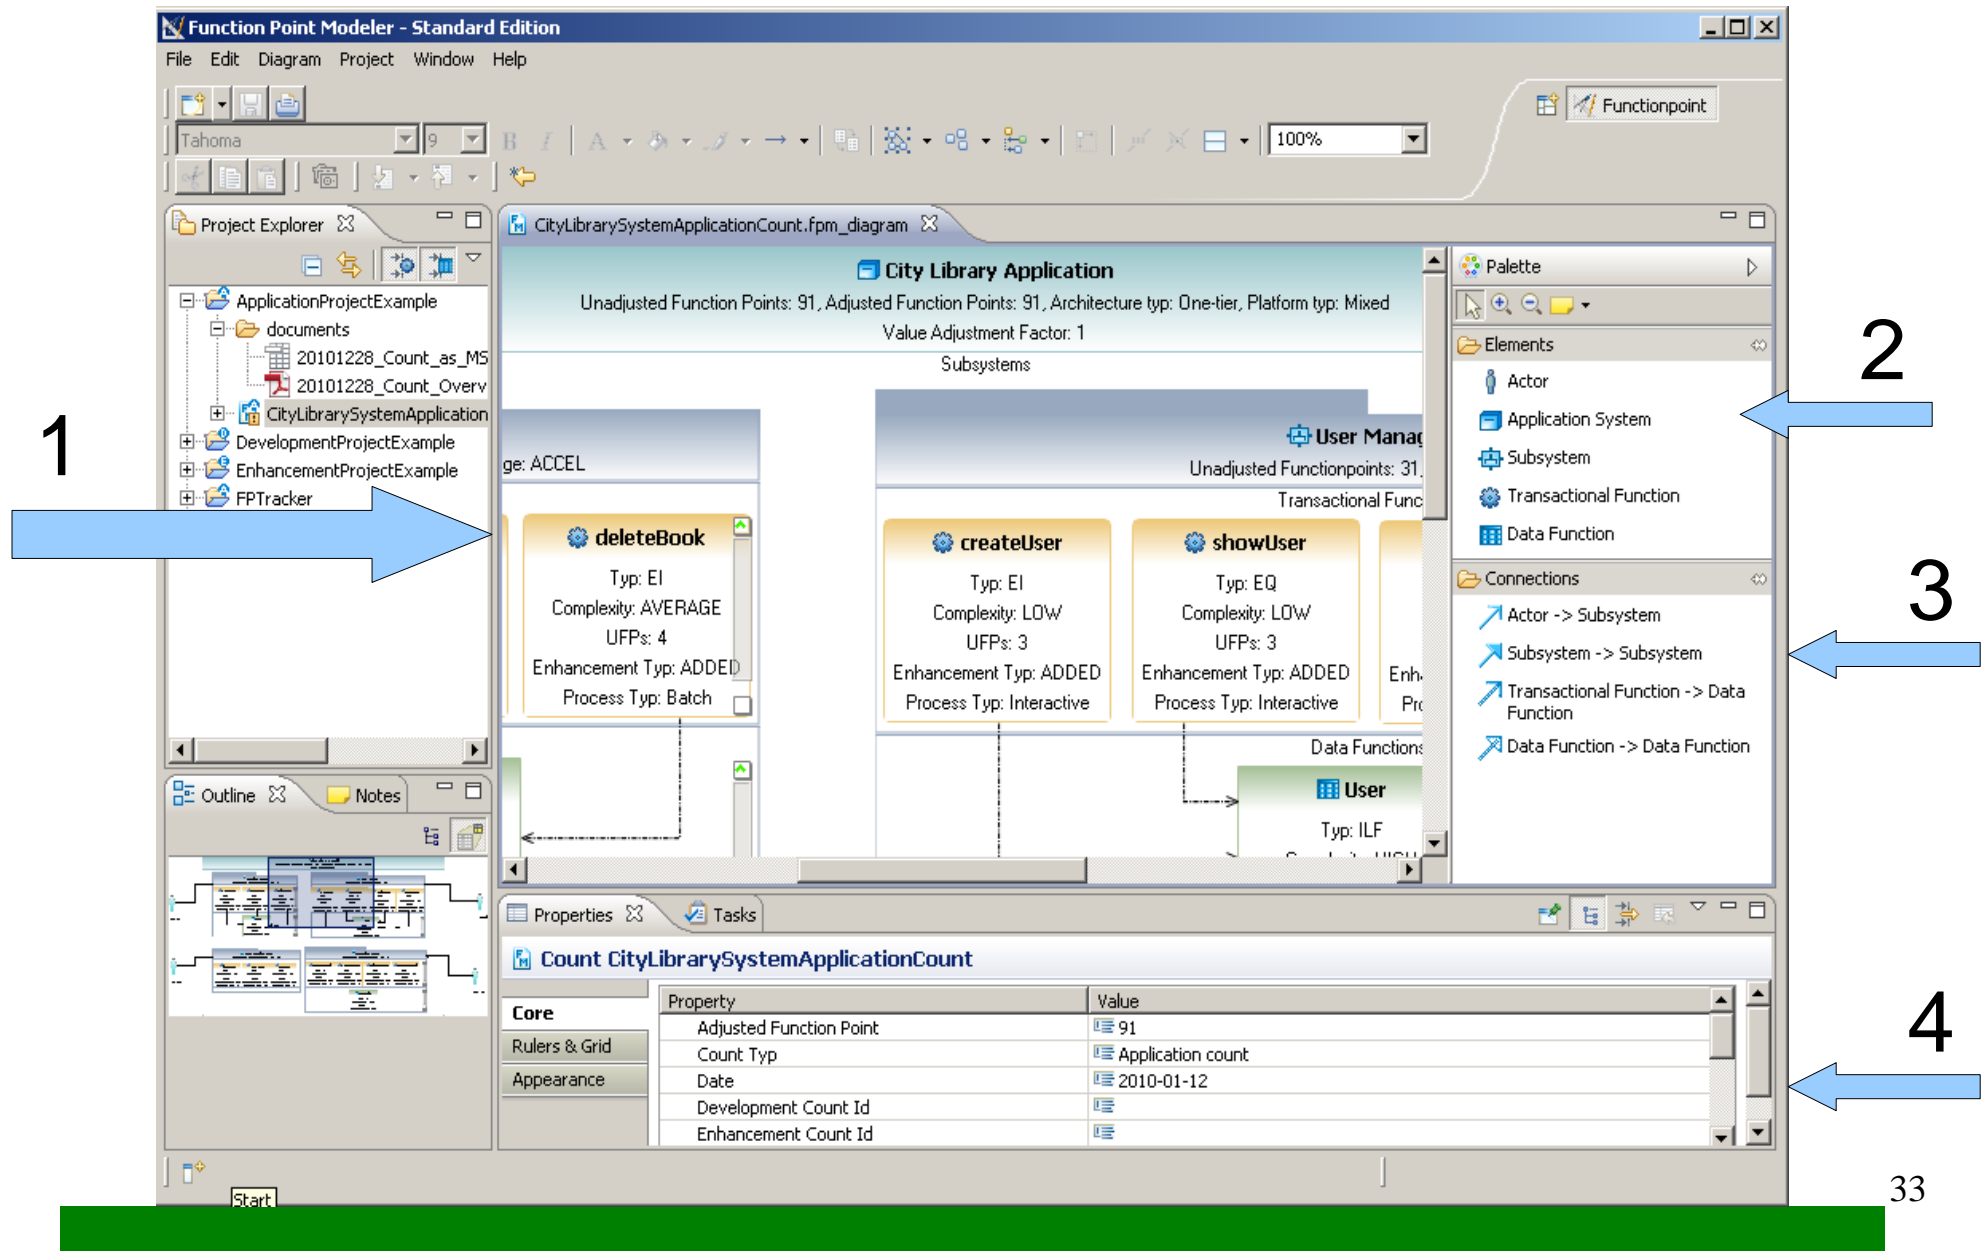 Function Point Modeler - Standard Edition
File Edit Diagram Project Window Help
Functionpoint
Tahoma 9 B I A 100%
Project Explorer
ApplicationProjectExample
documents
20101228_Count_as_MS
20101228_Count_Overv
CityLibrarySystemApplication
DevelopmentProjectExample
EnhancementProjectExample
FPTracker
1
Outline Notes
CityLibrarySystemApplicationCount.fpm_diagram
City Library Application
Unadjusted Function Points: 91, Adjusted Function Points: 91, Architecture typ: One-tier, Platform typ: Mixed
Value Adjustment Factor: 1
Subsystems
ge: ACCEL
deleteBook
Typ: EI
Complexity: AVERAGE
UFPs: 4
Enhancement Typ: ADDED
Process Typ: Batch
User Manag
Unadjusted Functionpoints: 31,
Transactional Func
createUser
Typ: EI
Complexity: LOW
UFPs: 3
Enhancement Typ: ADDED
Process Typ: Interactive
showUser
Typ: EQ
Complexity: LOW
UFPs: 3
Enhancement Typ: ADDED
Process Typ: Interactive
Enh
Pro
Data Functions
User
Typ: ILF
Palette
Elements
Actor
Application System
Subsystem
Transactional Function
Data Function
Connections
Actor -> Subsystem
Subsystem -> Subsystem
Transactional Function -> Data
Function
Data Function -> Data Function
2
3
Properties Tasks
Count CityLibrarySystemApplicationCount
Core
Rulers & Grid
Appearance
Property Value
Adjusted Function Point 91
Count Typ Application count
Date 2010-01-12
Development Count Id
Enhancement Count Id
4
Start
33